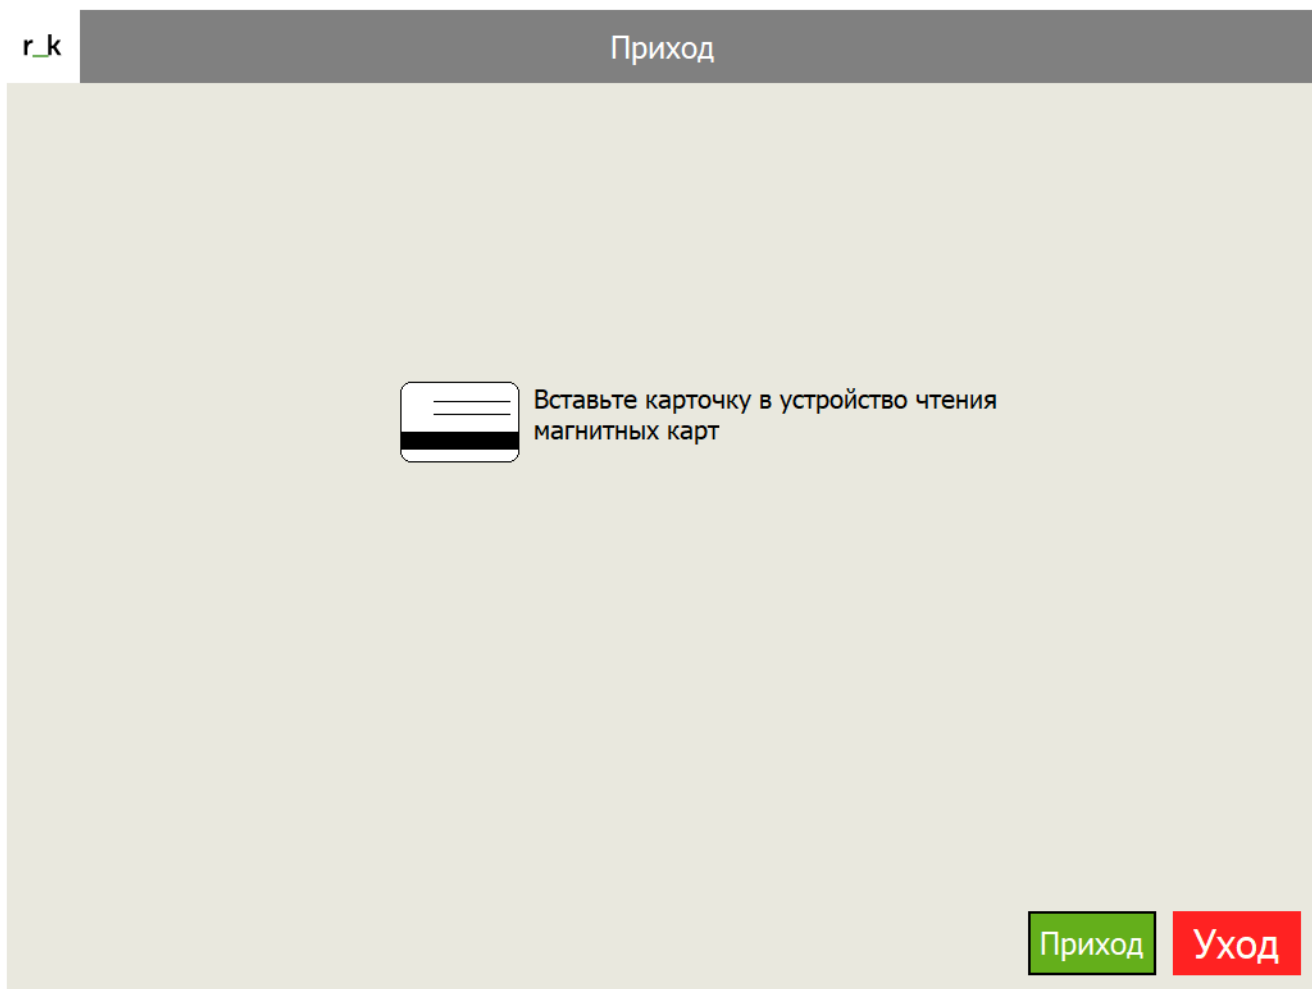 r_k
Приход
Вставьте карточку в устройство чтения
магнитных карт
Приход
Уход